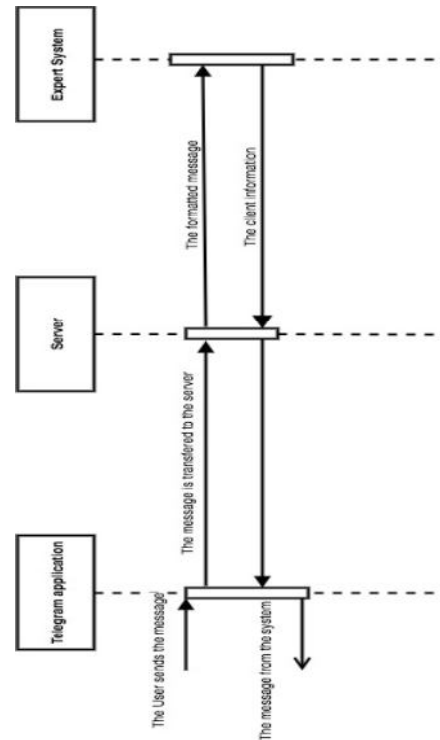 Telegram application
Server
Expert System
The User sends the message
The message is transfered to the server
The formatted message
The client information
The message from the system